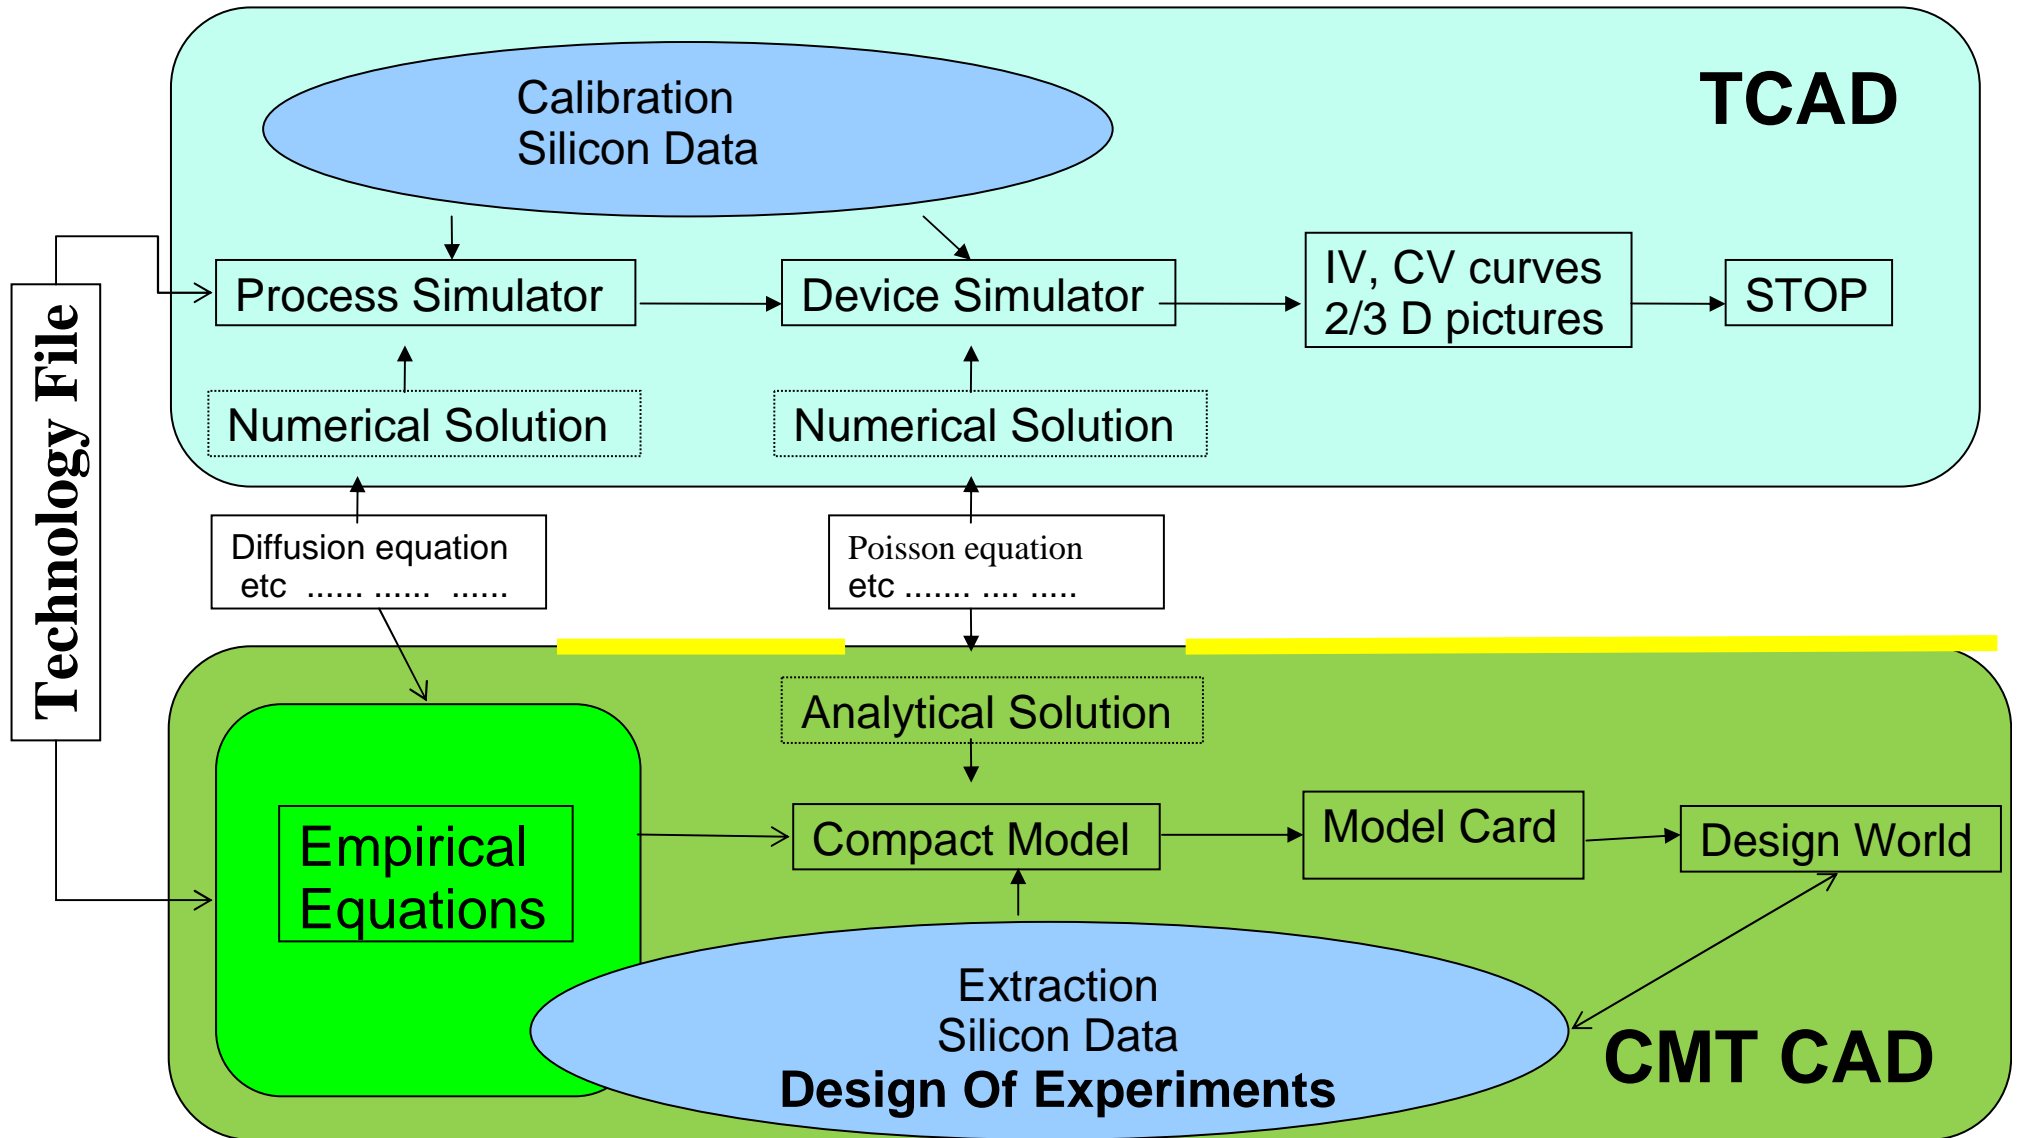 TCAD
Calibration
Silicon Data
Technology File
Process Simulator
Device Simulator
IV, CV curves
2/3 D pictures
STOP
Numerical Solution
Numerical Solution
Diffusion equation
etc ...... ...... ......
Poisson equation
etc ....... .... .....
Analytical Solution
Empirical
Equations
Compact Model
Model Card
Design World
Extraction
Silicon Data
Design Of Experiments
CMT CAD